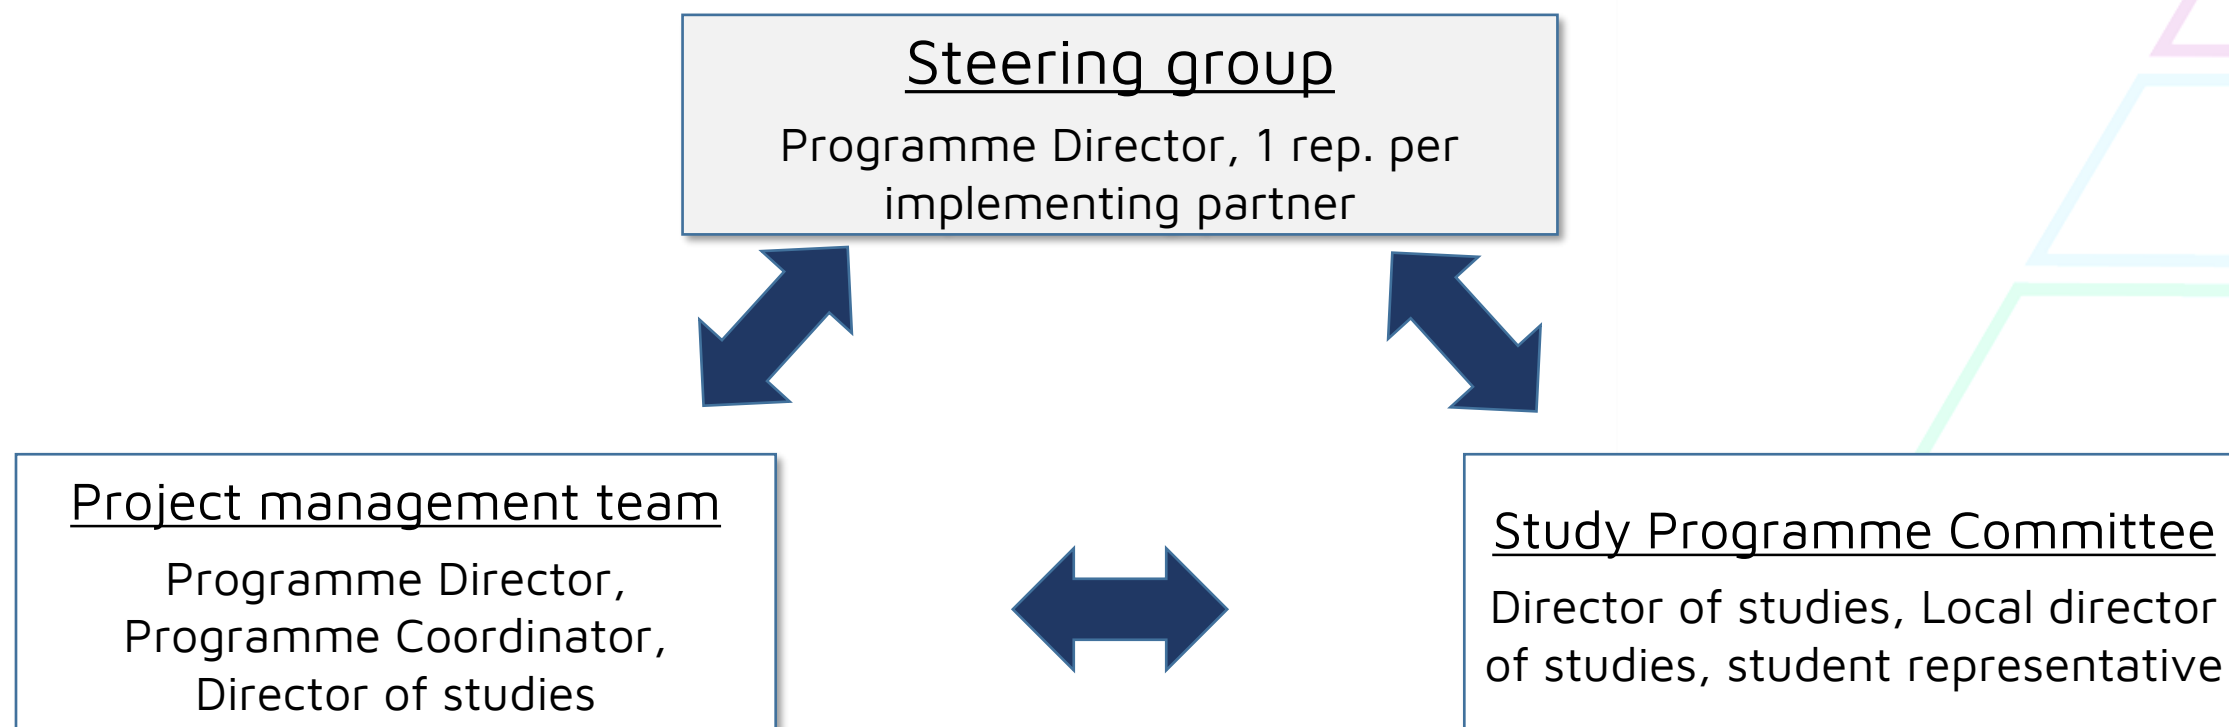 Steering group
Programme Director, 1 rep. per
implementing partner
Project management team
Programme Director,
Programme Coordinator,
Director of studies
Study Programme Committee
Director of studies, Local director
of studies, student representative